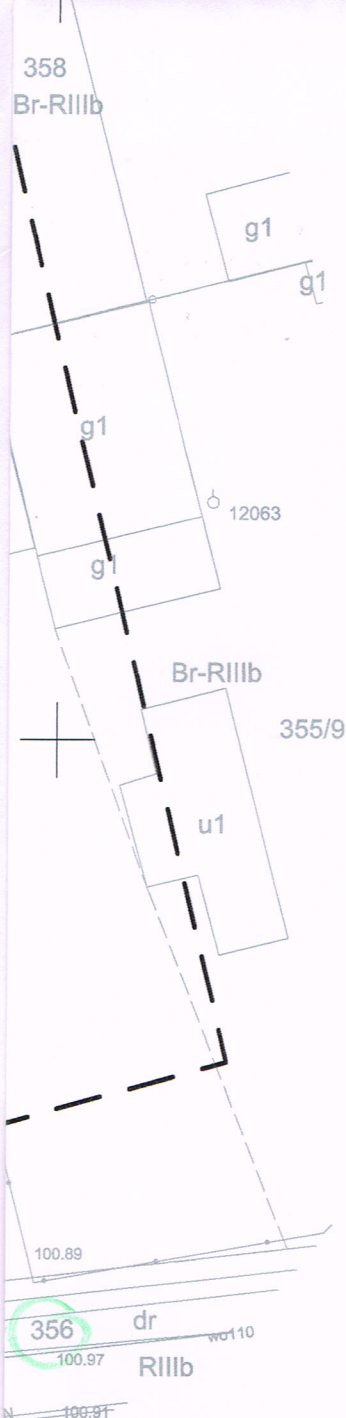 358
Br-RIIIb
g1
g1
g1
12063
g1
Br-RIIIb
355/9
u1
100.89
356
dr
wo110
100.97
RIIIb
N
100.91